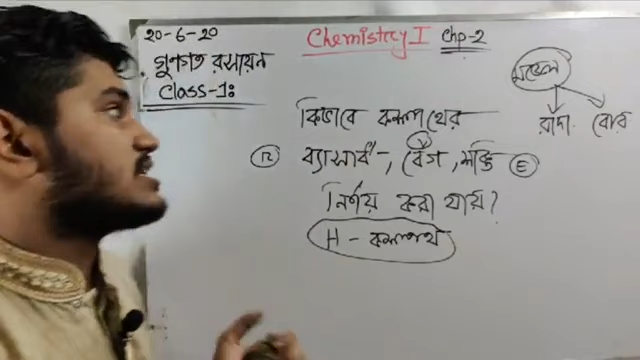 20-6-20
গুণগত রসায়ন
Class-1:
Chemistry I Chp-2
মডেল
রাদা. বোর
কিভাবে কক্ষপথের
(r) ব্যাসার্ধ, বেগ, শক্তি (E)
নির্ণয় করা যায়?
H - কক্ষপথ